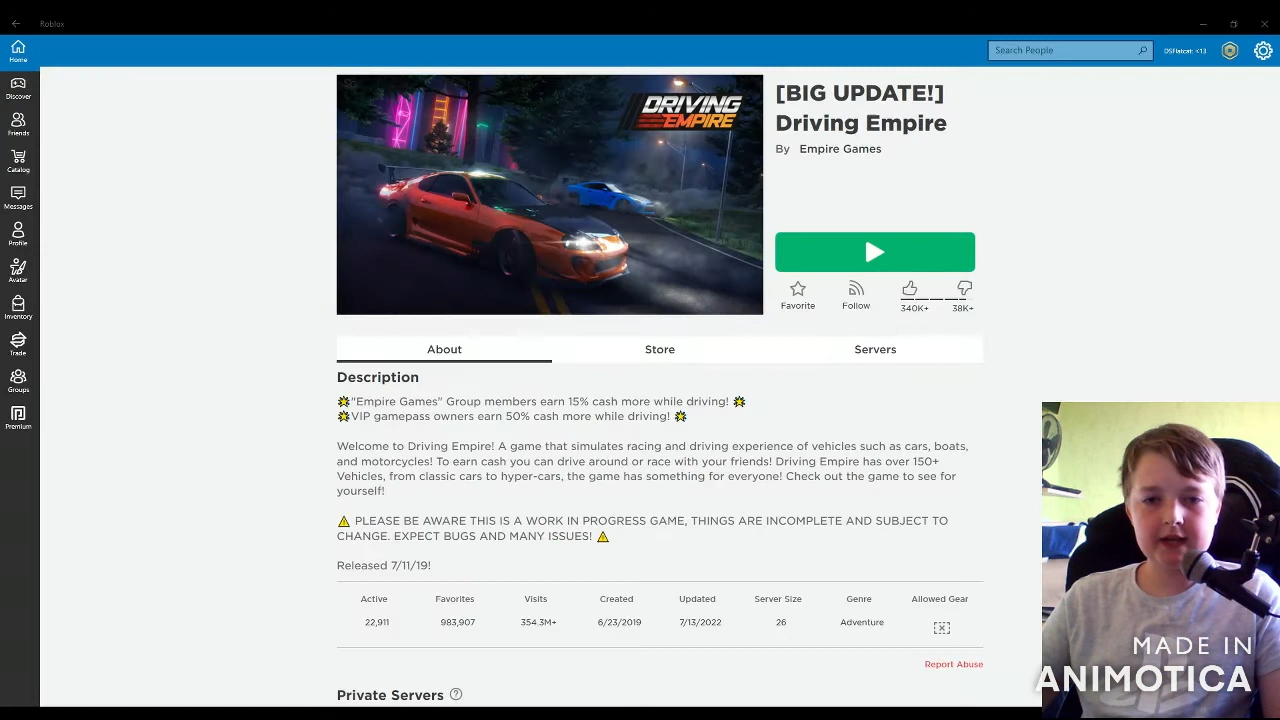 Roblox
Home
Search People
DSFlatcat: <13
Discover
Friends
Catalog
Messages
Profile
Avatar
Inventory
Trade
Groups
Premium
DRIVING
EMPIRE
[BIG UPDATE!]
Driving Empire
By Empire Games
Favorite
Follow
340K+
38K+
About
Store
Servers
Description
"Empire Games" Group members earn 15% cash more while driving!
VIP gamepass owners earn 50% cash more while driving!
Welcome to Driving Empire! A game that simulates racing and driving experience of vehicles such as cars, boats,
and motorcycles! To earn cash you can drive around or race with your friends! Driving Empire has over 150+
Vehicles, from classic cars to hyper-cars, the game has something for everyone! Check out the game to see for
yourself!
PLEASE BE AWARE THIS IS A WORK IN PROGRESS GAME, THINGS ARE INCOMPLETE AND SUBJECT TO
CHANGE. EXPECT BUGS AND MANY ISSUES!
Released 7/11/19!
Active Favorites Visits Created Updated Server Size Genre Allowed Gear
22,911 983,907 354.3M+ 6/23/2019 7/13/2022 26 Adventure
Report Abuse
Private Servers ?
MADE IN
ANIMOTICA